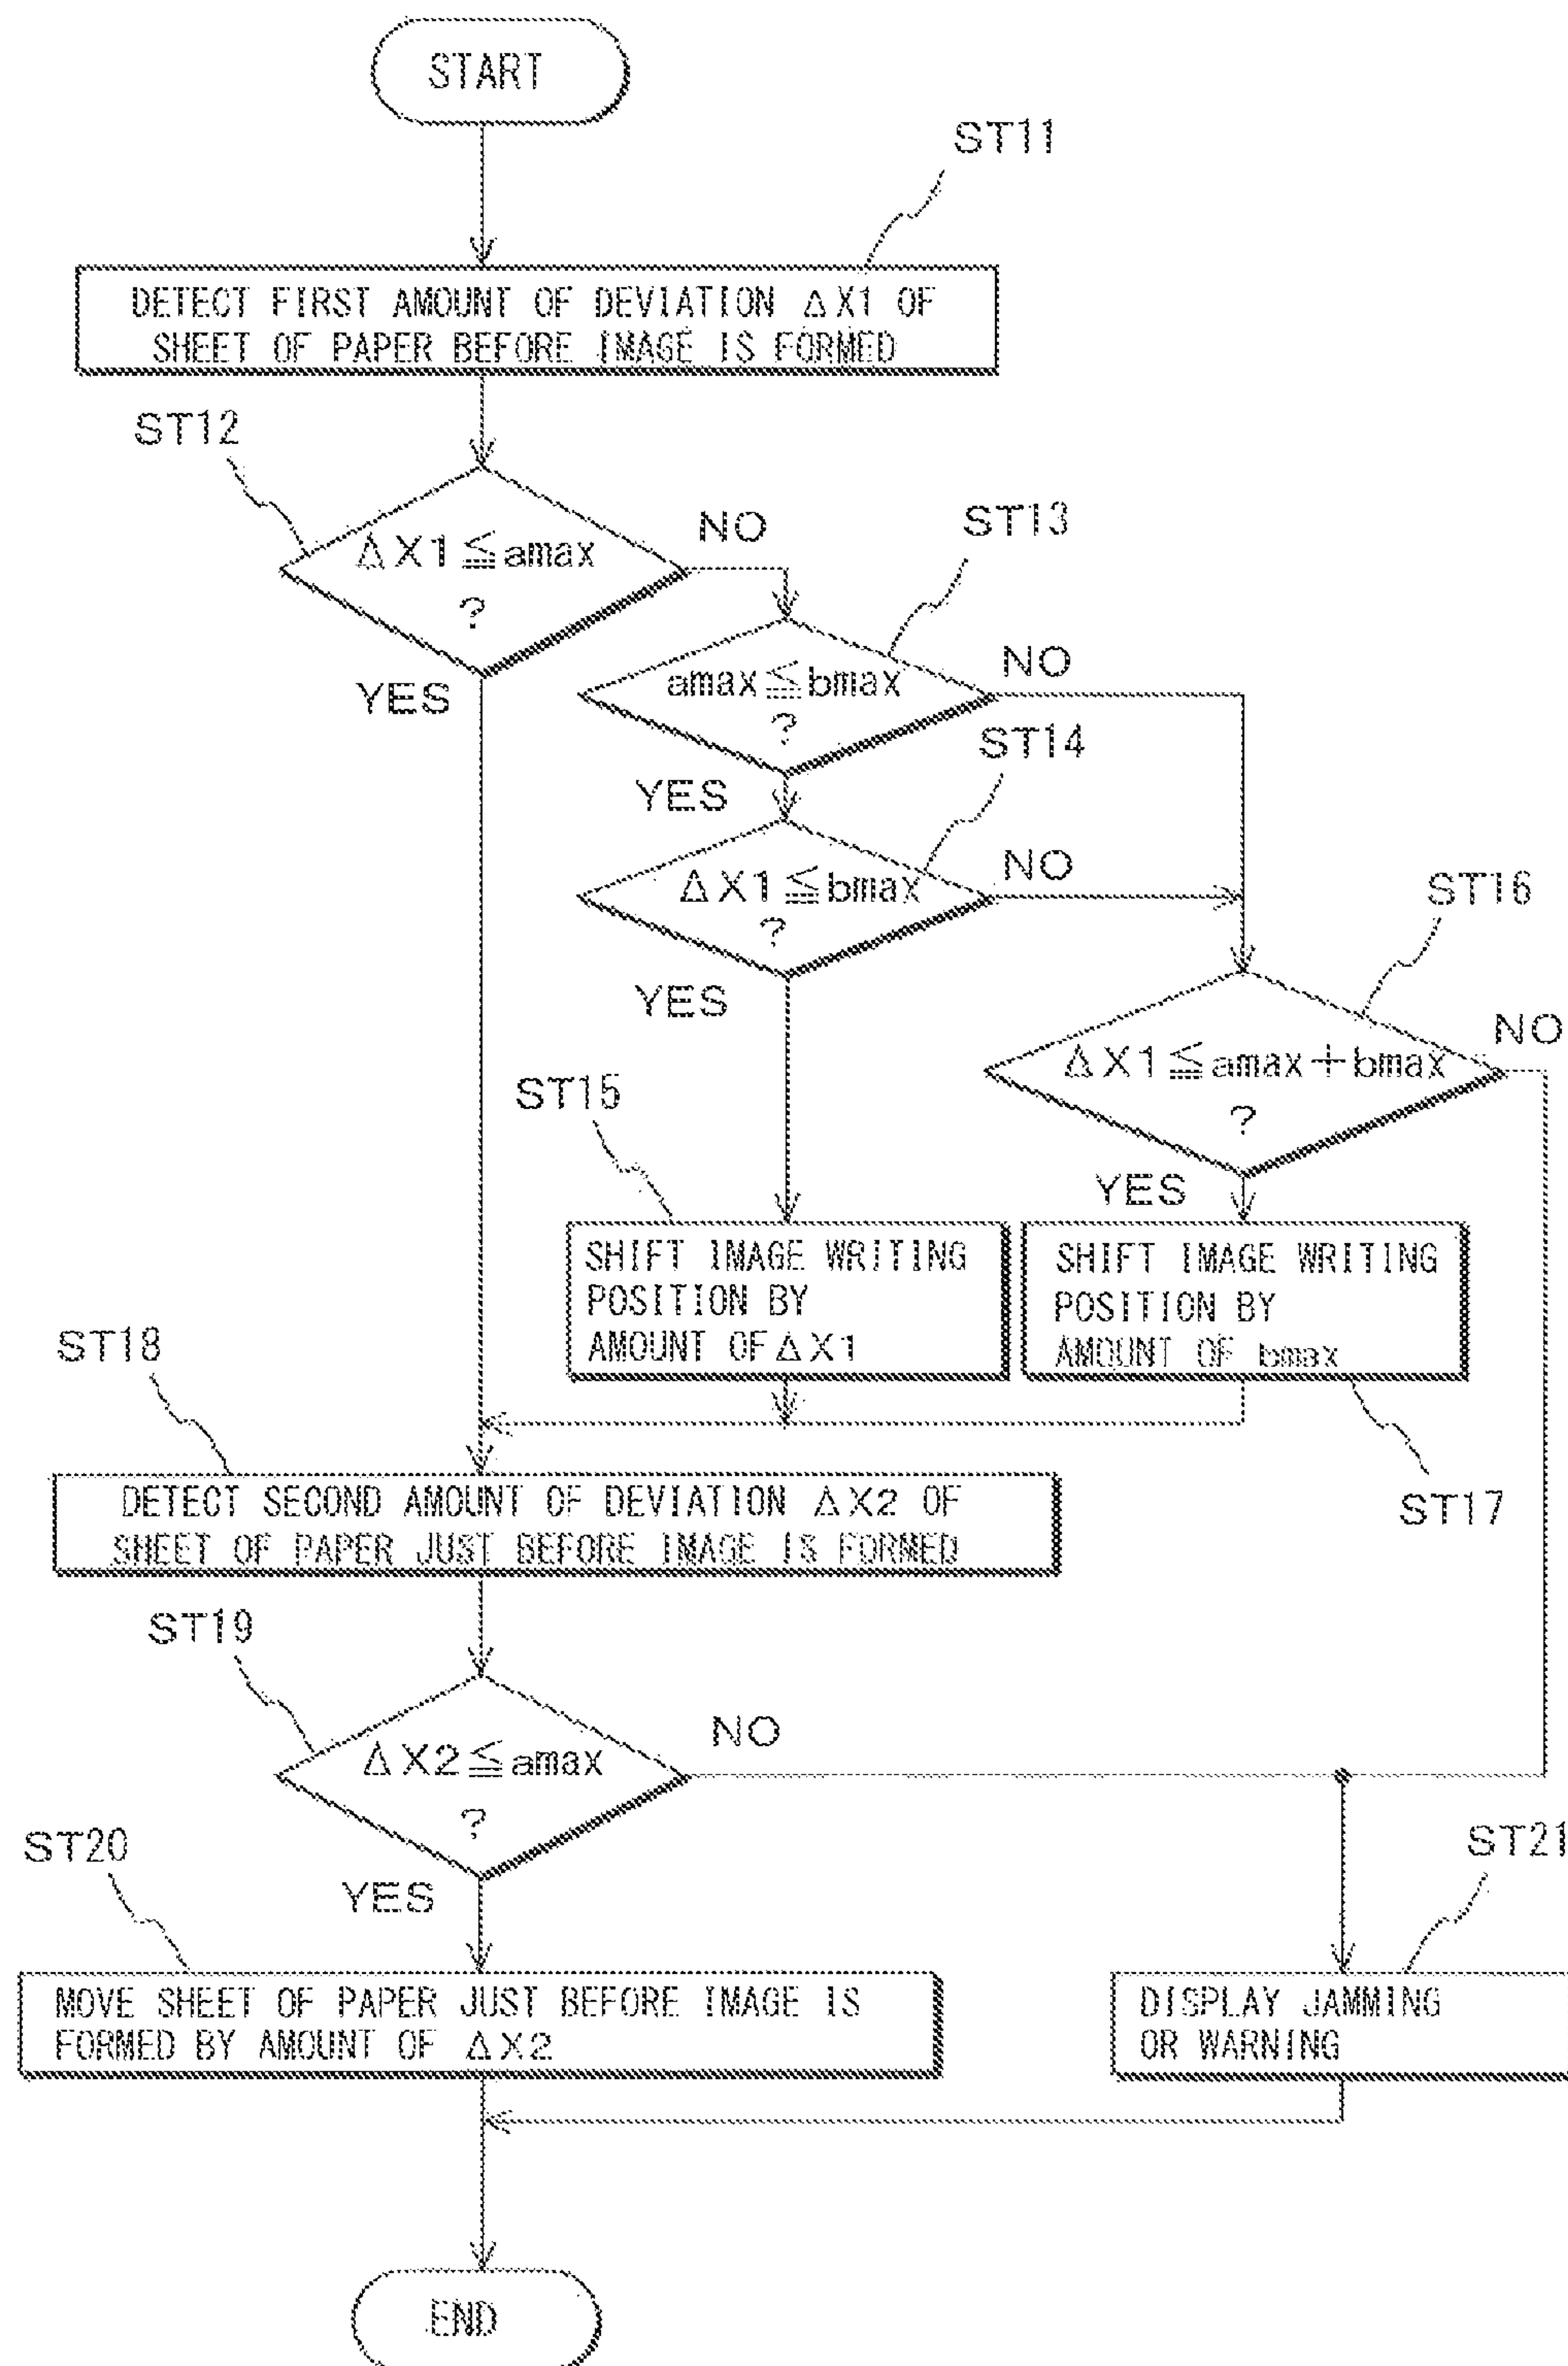 START
ST11
DETECT FIRST AMOUNT OF DEVIATION ΔX1 OF
SHEET OF PAPER BEFORE IMAGE IS FORMED
ST12
ΔX1≦amax
?
NO
YES
ST13
amax≦bmax
?
NO
YES
ST14
ΔX1≦bmax
?
NO
YES
ST16
ΔX1≦amax+bmax
?
NO
YES
ST15
SHIFT IMAGE WRITING
POSITION BY
AMOUNT OF ΔX1
SHIFT IMAGE WRITING
POSITION BY
AMOUNT OF bmax
ST17
ST18
DETECT SECOND AMOUNT OF DEVIATION ΔX2 OF
SHEET OF PAPER JUST BEFORE IMAGE IS FORMED
ST19
ΔX2≦amax
?
NO
YES
ST20
MOVE SHEET OF PAPER JUST BEFORE IMAGE IS
FORMED BY AMOUNT OF ΔX2
ST21
DISPLAY JAMMING
OR WARNING
END